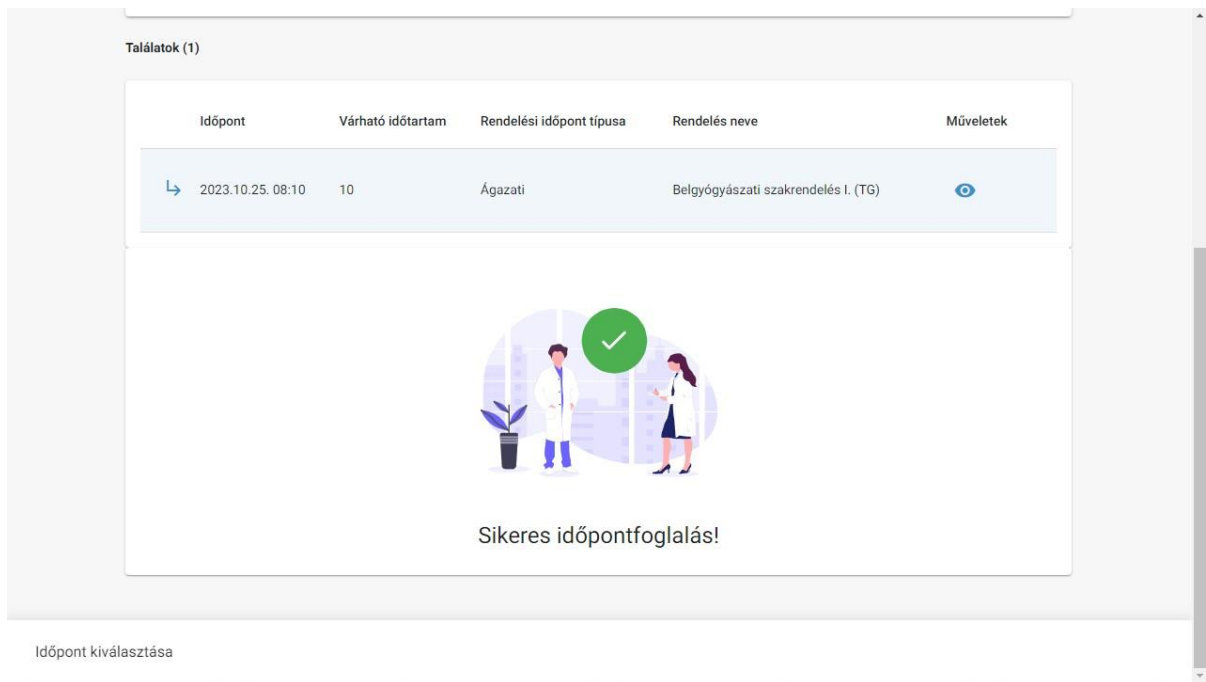 Találatok (1)
Időpont Várható időtartam Rendelési időpont típusa Rendelés neve Műveletek
2023.10.25. 08:10 10 Ágazati Belgyógyászati szakrendelés I. (TG)
Sikeres időpontfoglalás!
Időpont kiválasztása